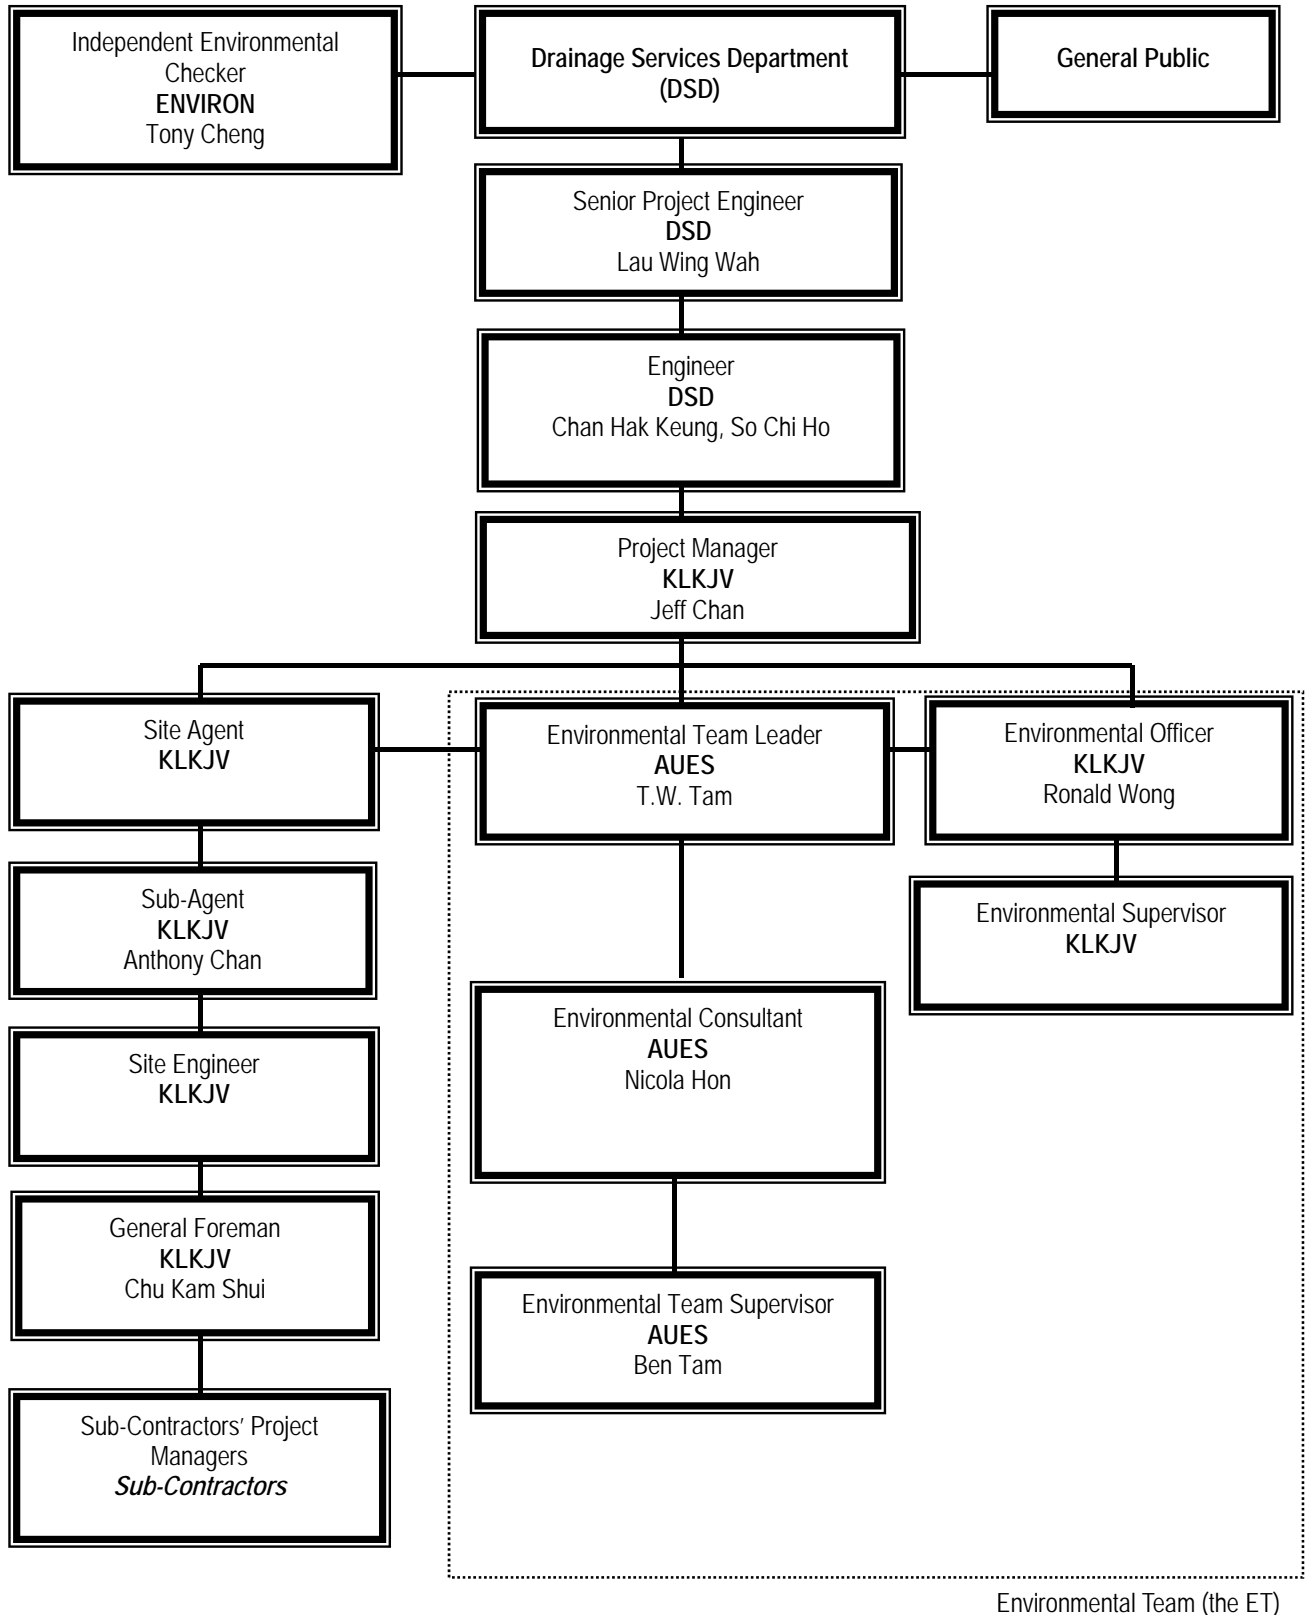 Independent Environmental
Checker
ENVIRON
Tony Cheng
Drainage Services Department
(DSD)
General Public
Senior Project Engineer
DSD
Lau Wing Wah
Engineer
DSD
Chan Hak Keung, So Chi Ho
Project Manager
KLKJV
Jeff Chan
Site Agent
KLKJV
Environmental Team Leader
AUES
T.W. Tam
Environmental Officer
KLKJV
Ronald Wong
Sub-Agent
KLKJV
Anthony Chan
Environmental Supervisor
KLKJV
Environmental Consultant
AUES
Nicola Hon
Site Engineer
KLKJV
General Foreman
KLKJV
Chu Kam Shui
Environmental Team Supervisor
AUES
Ben Tam
Sub-Contractors’ Project
Managers
Sub-Contractors
Environmental Team (the ET)